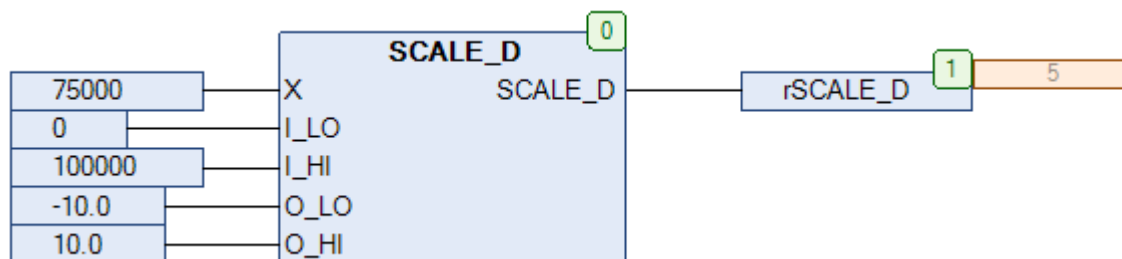 0
SCALE_D
75000 X SCALE_D rSCALE_D 1 5
0 I_LO
100000 I_HI
-10.0 O_LO
10.0 O_HI